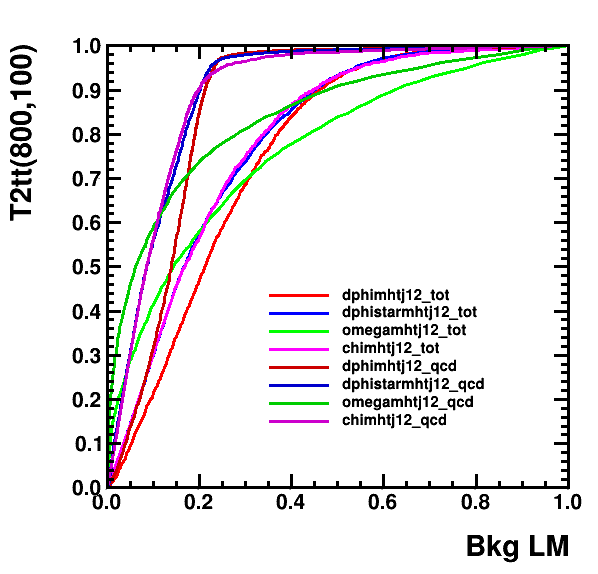 T2tt(800,100)
1.0
0.9
0.8
0.7
0.6
0.5
0.4
0.3
0.2
0.1
0.0
dphimhtj12_tot
dphistarmhtj12_tot
omegamhtj12_tot
chimhtj12_tot
dphimhtj12_qcd
dphistarmhtj12_qcd
omegamhtj12_qcd
chimhtj12_qcd
0.0 0.2 0.4 0.6 0.8 1.0
Bkg LM